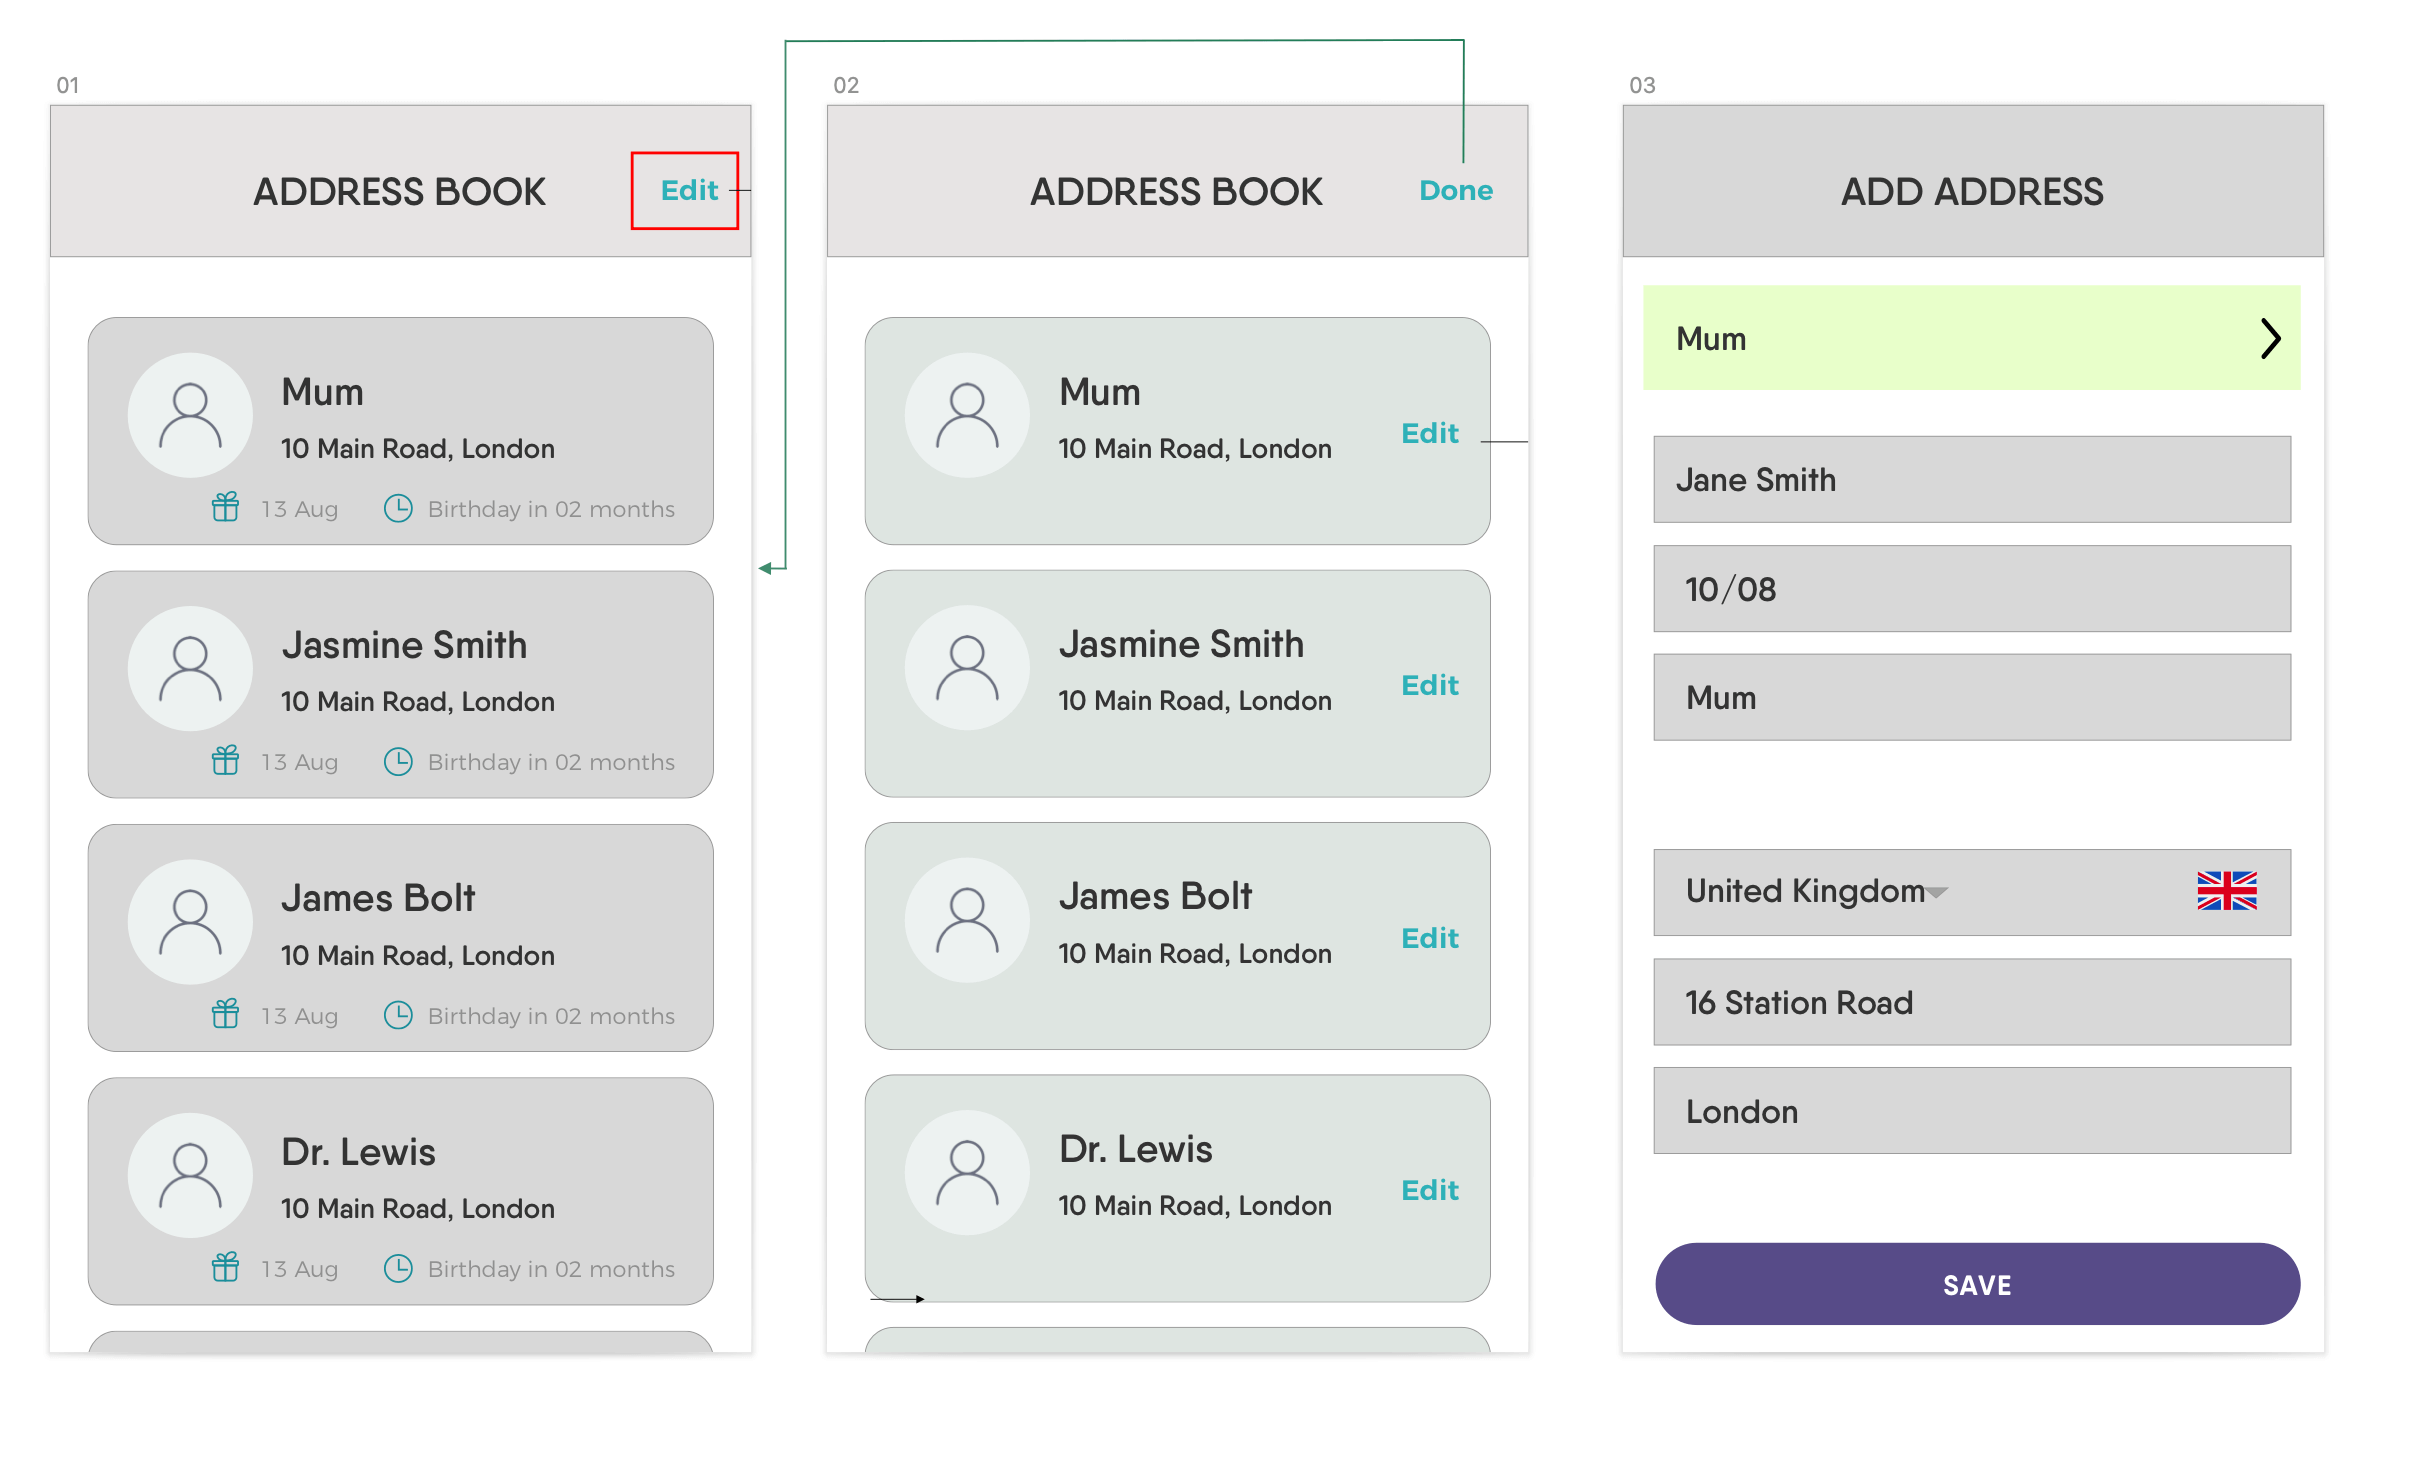 01
ADDRESS BOOK
Edit
Mum
10 Main Road, London
13 Aug
Birthday in 02 months
Jasmine Smith
10 Main Road, London
13 Aug
Birthday in 02 months
James Bolt
10 Main Road, London
13 Aug
Birthday in 02 months
Dr. Lewis
10 Main Road, London
13 Aug
Birthday in 02 months
02
ADDRESS BOOK
Done
Mum
10 Main Road, London
Edit
Jasmine Smith
10 Main Road, London
Edit
James Bolt
10 Main Road, London
Edit
Dr. Lewis
10 Main Road, London
Edit
03
ADD ADDRESS
Mum
Jane Smith
10/08
Mum
United Kingdom
16 Station Road
London
SAVE